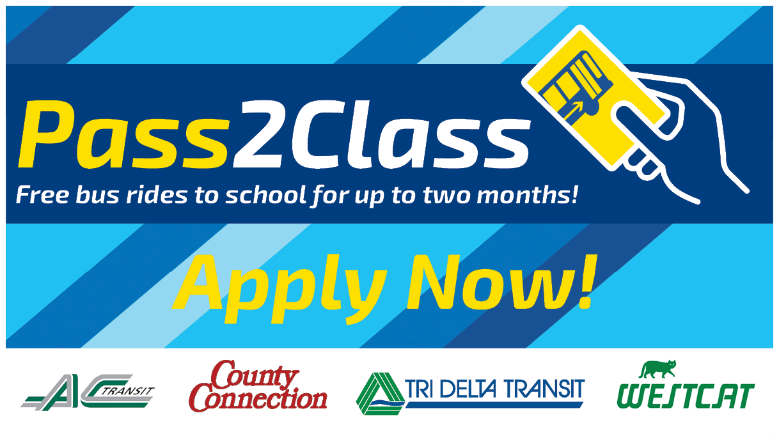 Pass2Class
Free bus rides to school for up to two months!
Apply Now!
AC TRANSIT
County
Connection
TRI DELTA TRANSIT
WESTCAT